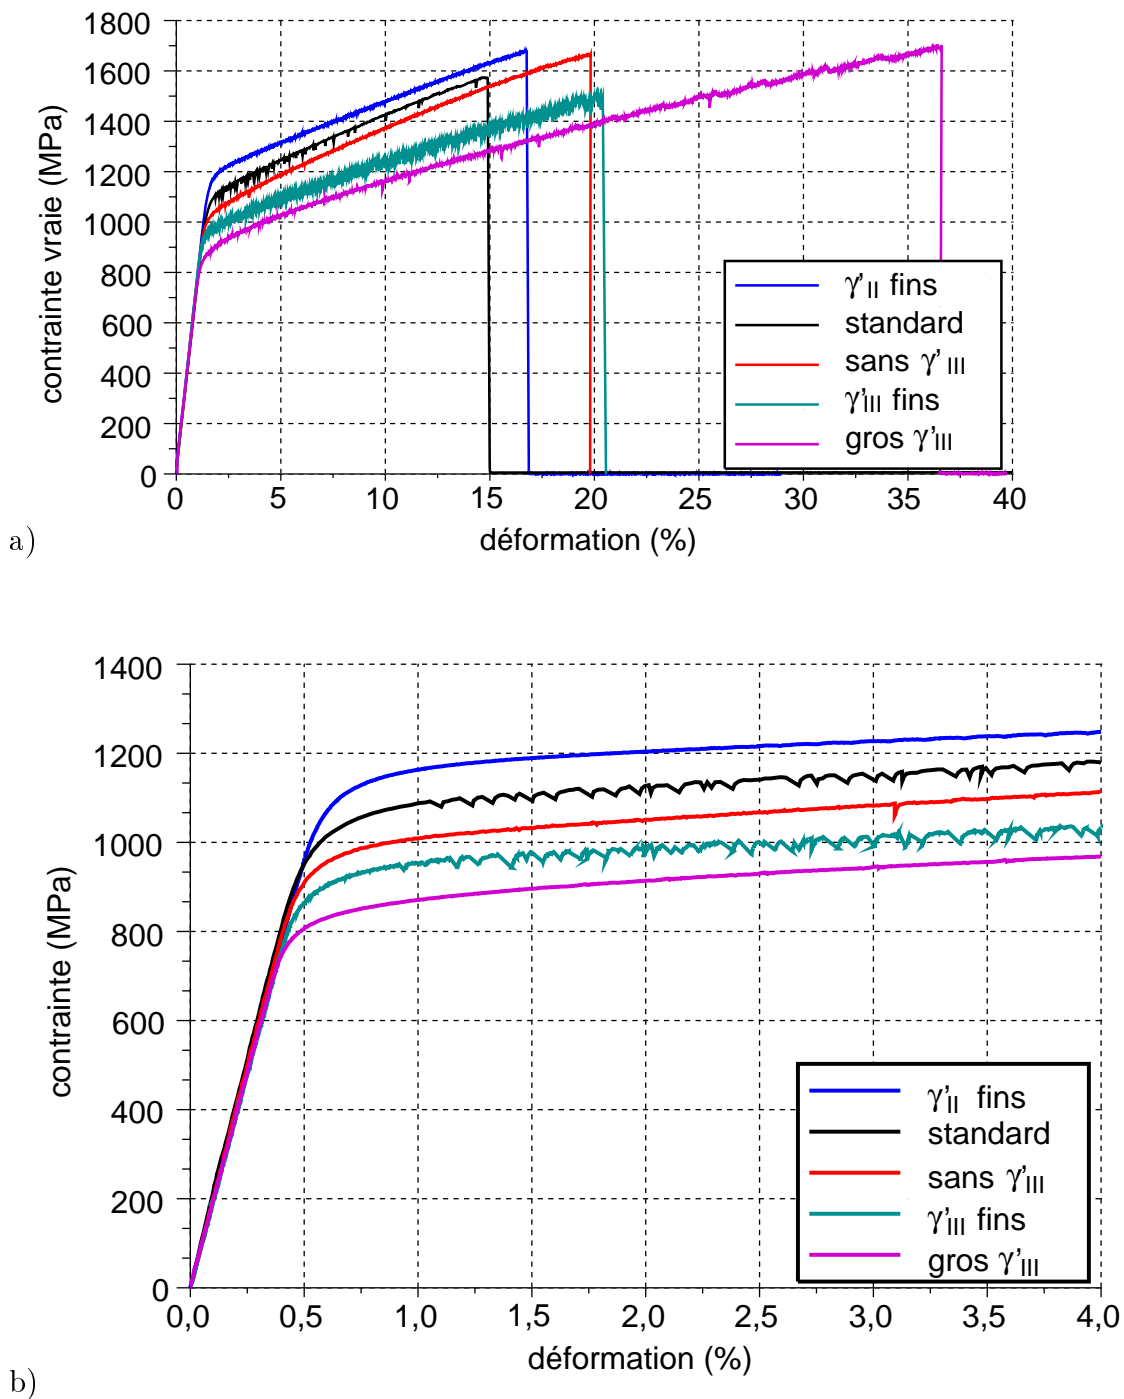 1800
1600
1400
1200
1000
800
600
400
200
0
contrainte vraie (MPa)
γ'II fins
standard
sans γ'III
γ'III fins
gros γ'III
0 5 10 15 20 25 30 35 40
déformation (%)
a)
1400
1200
1000
800
600
400
200
0
contrainte (MPa)
γ'II fins
standard
sans γ'III
γ'III fins
gros γ'III
0,0 0,5 1,0 1,5 2,0 2,5 3,0 3,5 4,0
déformation (%)
b)